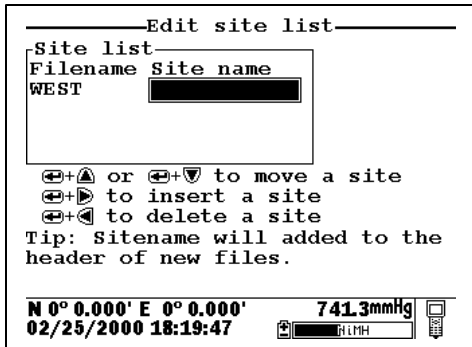 Edit site list
Site list
Filename Site name
WEST
↵+▲ or ↵+▼ to move a site
↵+▶ to insert a site
↵+◀ to delete a site
Tip: Sitename will added to the
header of new files.
N 0° 0.000' E 0° 0.000' 741.3mmHg
02/25/2000 18:19:47 NiMH